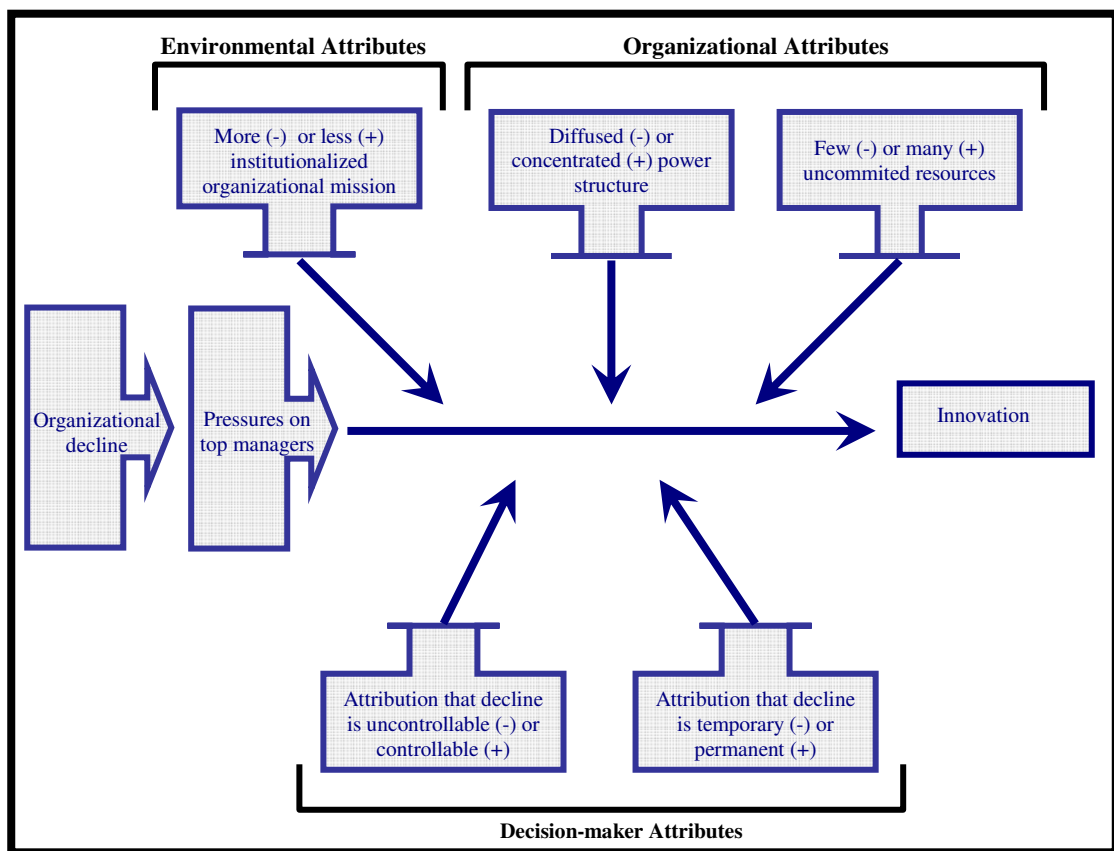 Environmental Attributes
Organizational Attributes
More (-) or less (+)
institutionalized
organizational mission
Diffused (-) or
concentrated (+) power
structure
Few (-) or many (+)
uncommited resources
Organizational
decline
Pressures on
top managers
Innovation
Attribution that decline
is uncontrollable (-) or
controllable (+)
Attribution that decline
is temporary (-) or
permanent (+)
Decision-maker Attributes